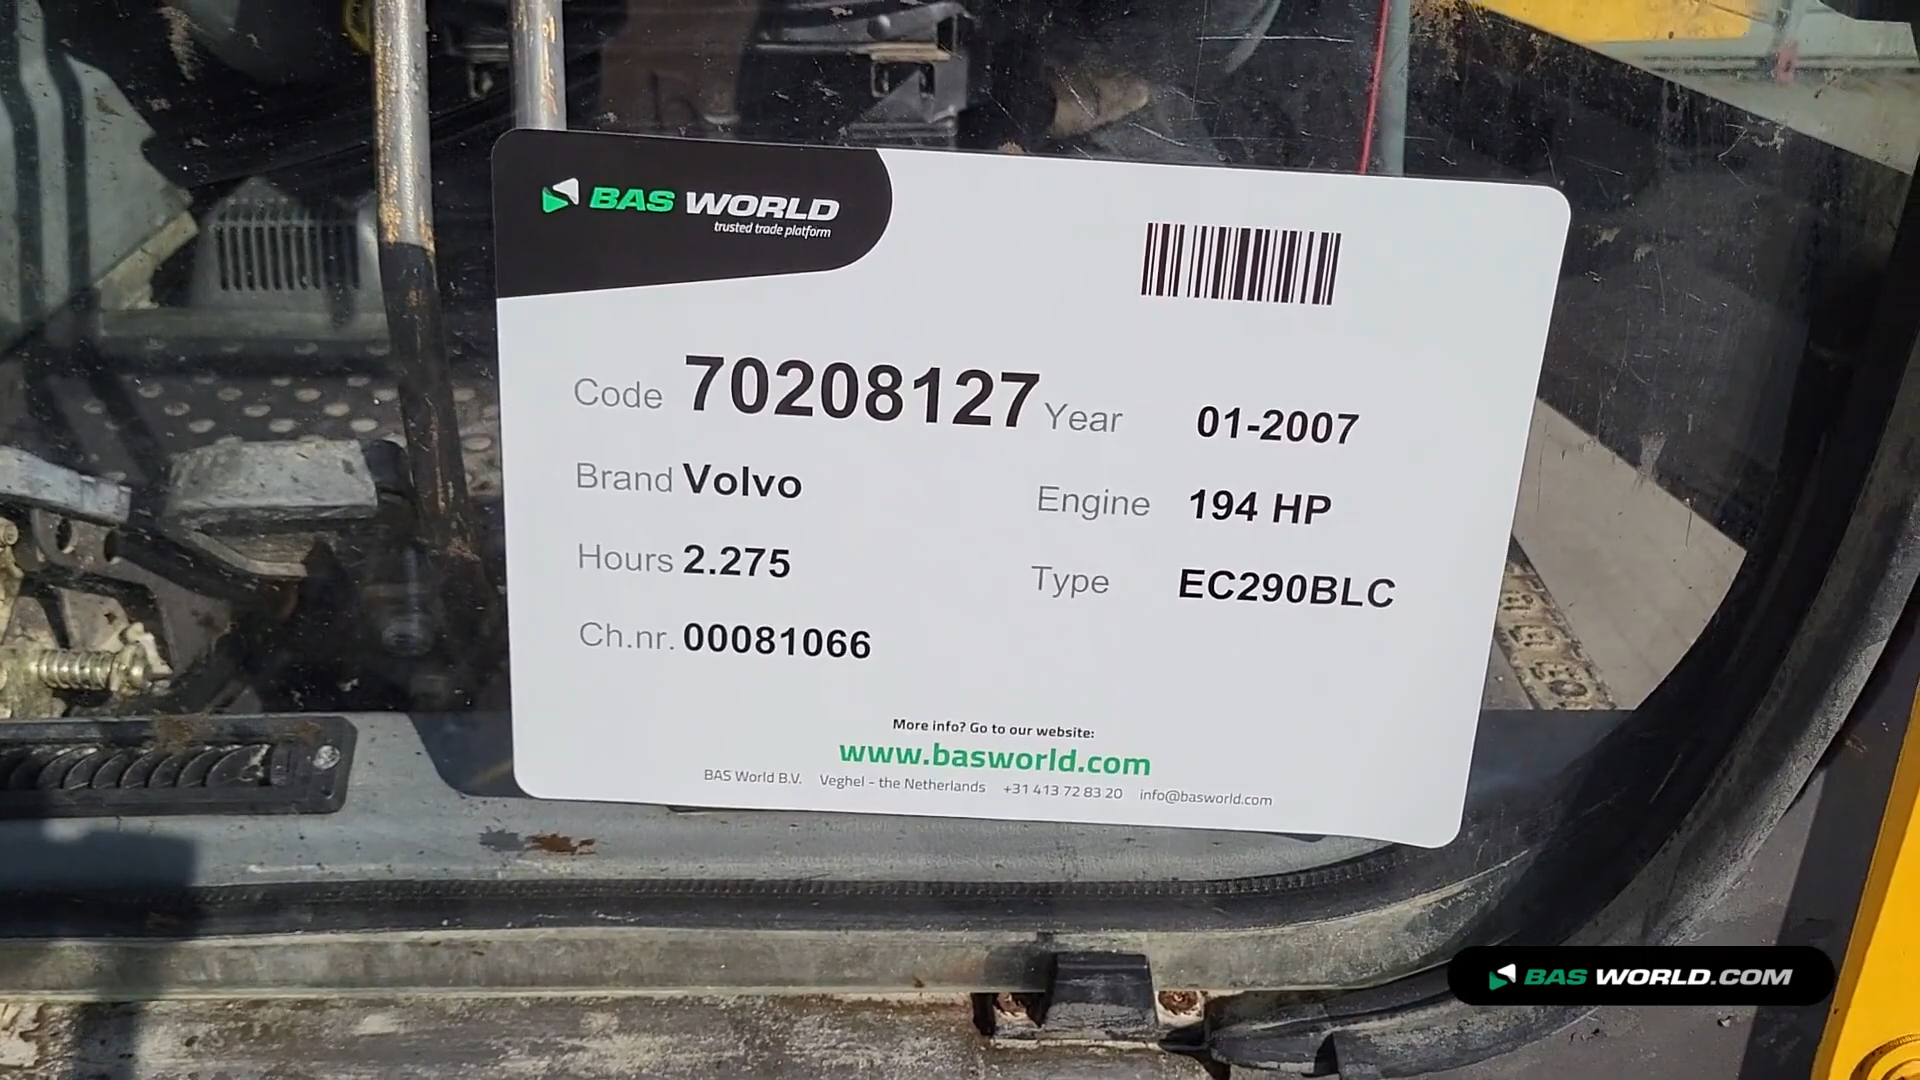 BAS WORLD
trusted trade platform
Code 70208127 Year 01-2007
Brand Volvo Engine 194 HP
Hours 2.275 Type EC290BLC
Ch.nr. 00081066
More info? Go to our website:
www.basworld.com
BAS World B.V. Veghel - the Netherlands +31 413 72 83 20 info@basworld.com
BAS WORLD.COM